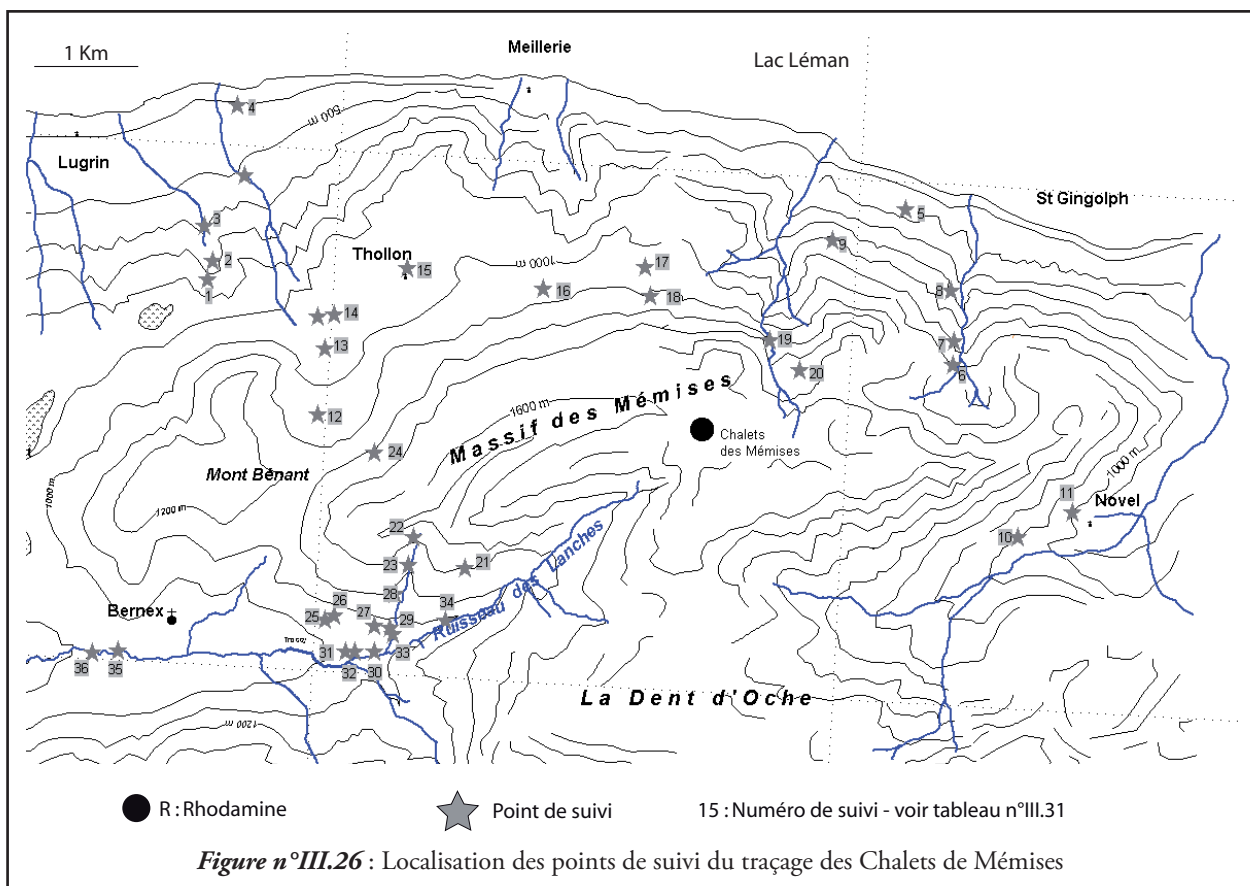 1 Km
Meillerie
Lac Léman
4
500 m
Lugrin
St Gingolph
5
3
9
2
Thollon
15
1000 m
17
1
8
16
18
14
19
7
13
20
6
Massif des Mémises
1600 m
12
Chalets
des Mémises
24
Mont Bénant
1000 m
1000 m
1200 m
11
Novel
22
10
23
21
Ruisseau des Lanches
28
26
34
Bernex
25
27
29
31
33
36
35
32
30
La Dent d'Oche
1200 m
R : Rhodamine
Point de suivi
15 : Numéro de suivi - voir tableau n°III.31
Figure n°III.26 : Localisation des points de suivi du traçage des Chalets de Mémises